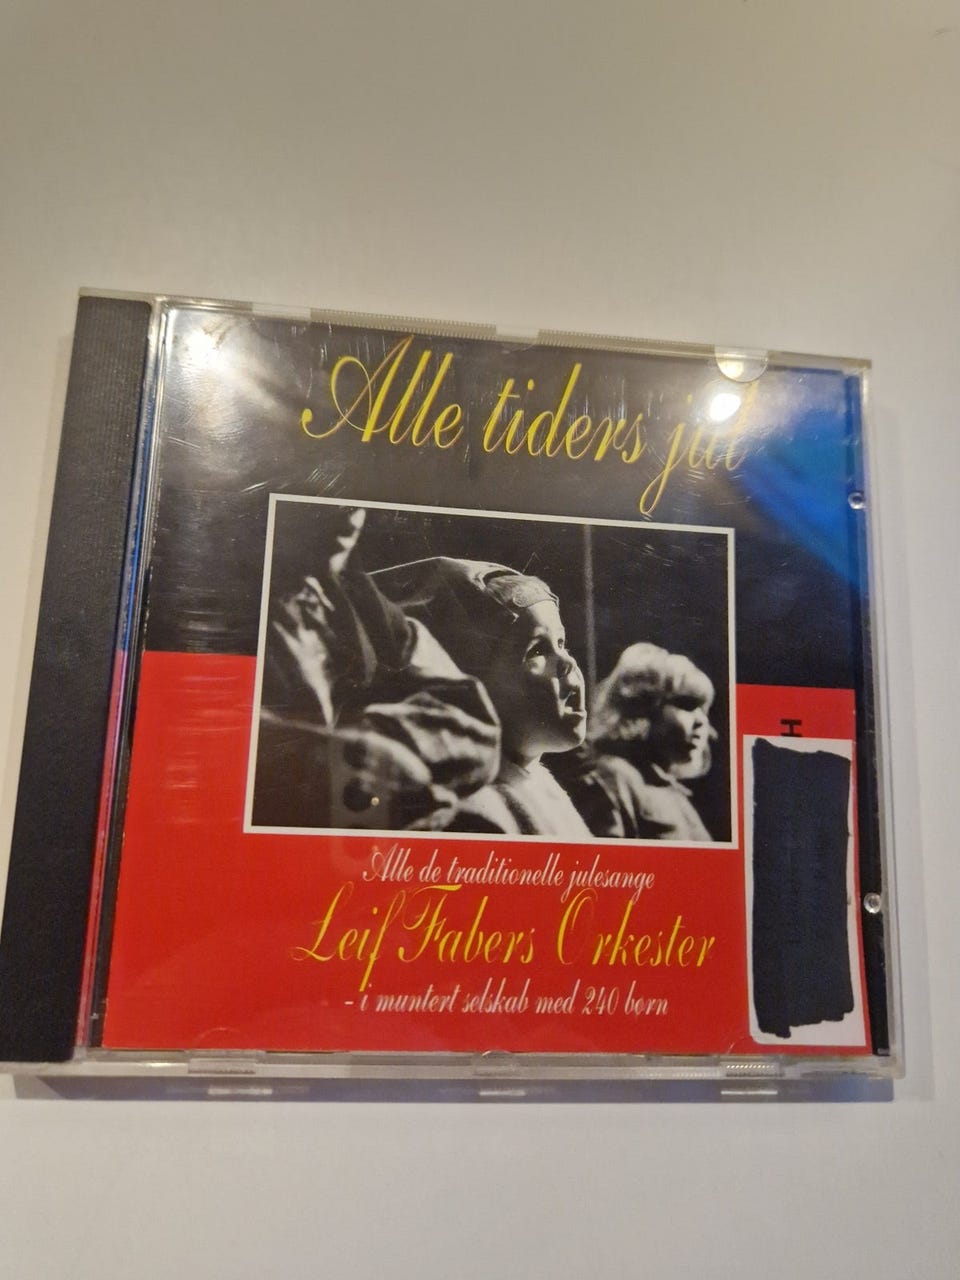 Alle tiders jul
Alle de traditionelle julesange
Leif Fabers Orkester
- i muntert selskab med 240 børn
H